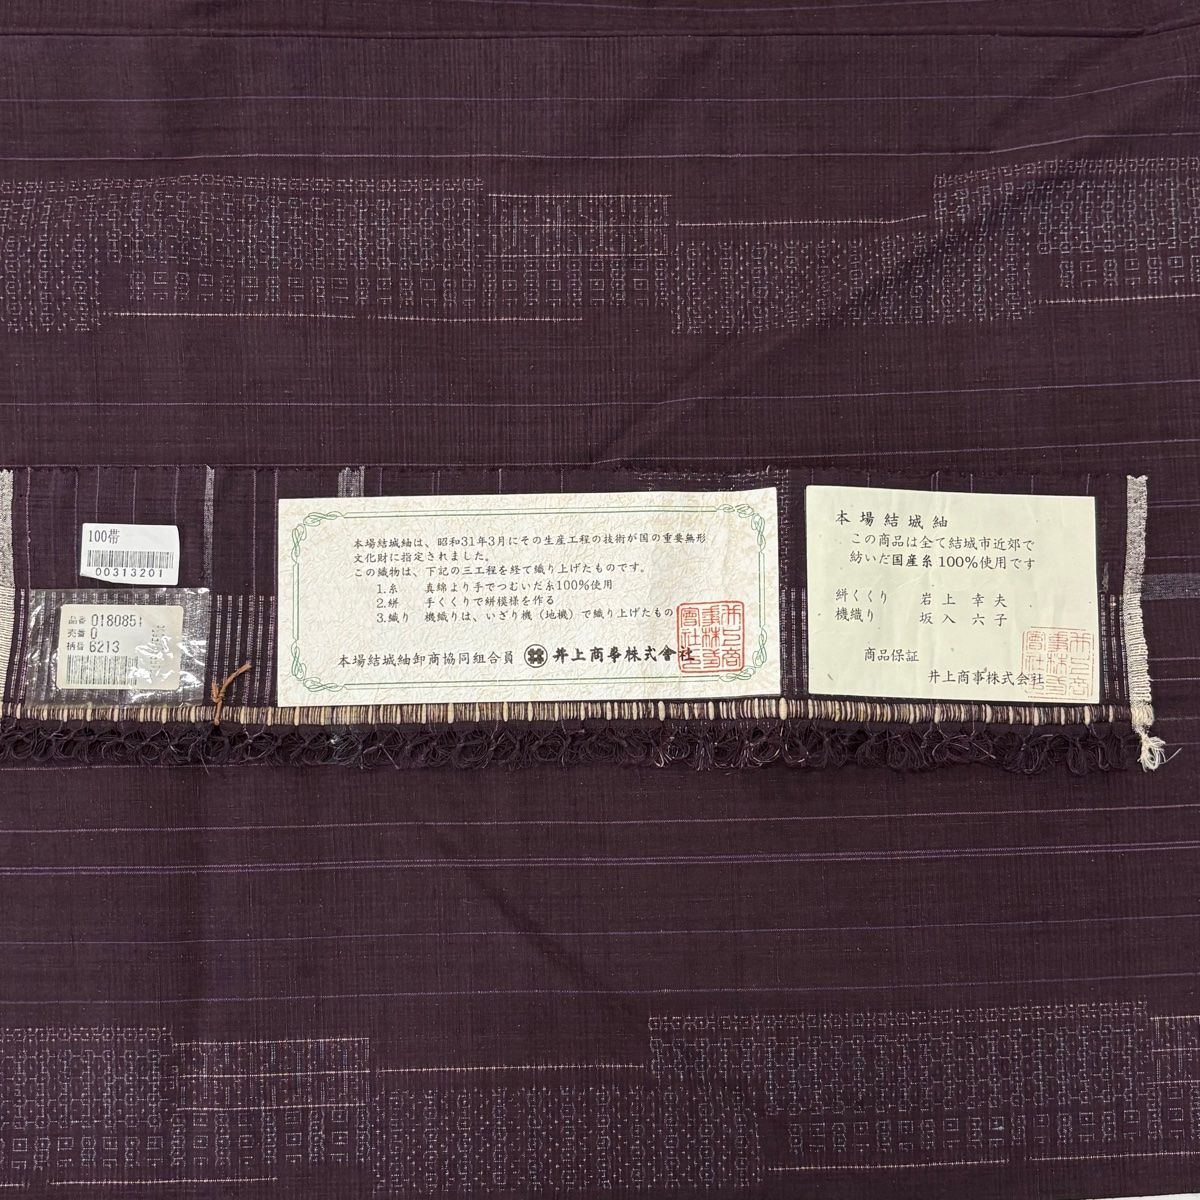 100帯
00313201
品番 0180851
売番 0
柄番 6213
本場結城紬は、昭和31年3月にその生産工程の技術が国の重要無形
文化財に指定されました。
この織物は、下記の三工程を経て織り上げたものです。
1.糸 真綿より手でつむいだ糸100%使用
2.絣 手くくりで絣模様を作る
3.織り 機織りは、いざり機（地機）で織り上げたもの
本場結城紬卸商協同組合員 井上商事株式会社
本場結城紬
この商品は全て結城市近郊で
紡いだ国産糸100%使用です
絣くくり 岩上 幸夫
機織り 坂入 六子
商品保証
井上商事株式会社